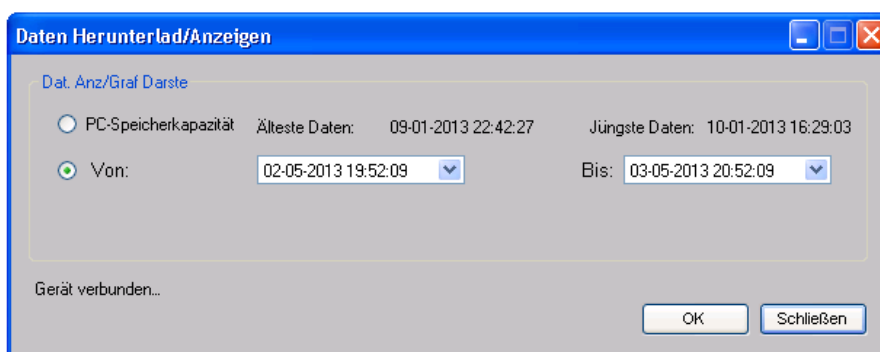 Daten Herunterlad/Anzeigen
Dat. Anz/Graf Darste
PC-Speicherkapazität Älteste Daten: 09-01-2013 22:42:27 Jüngste Daten: 10-01-2013 16:29:03
Von: 02-05-2013 19:52:09 Bis: 03-05-2013 20:52:09
Gerät verbunden...
OK Schließen